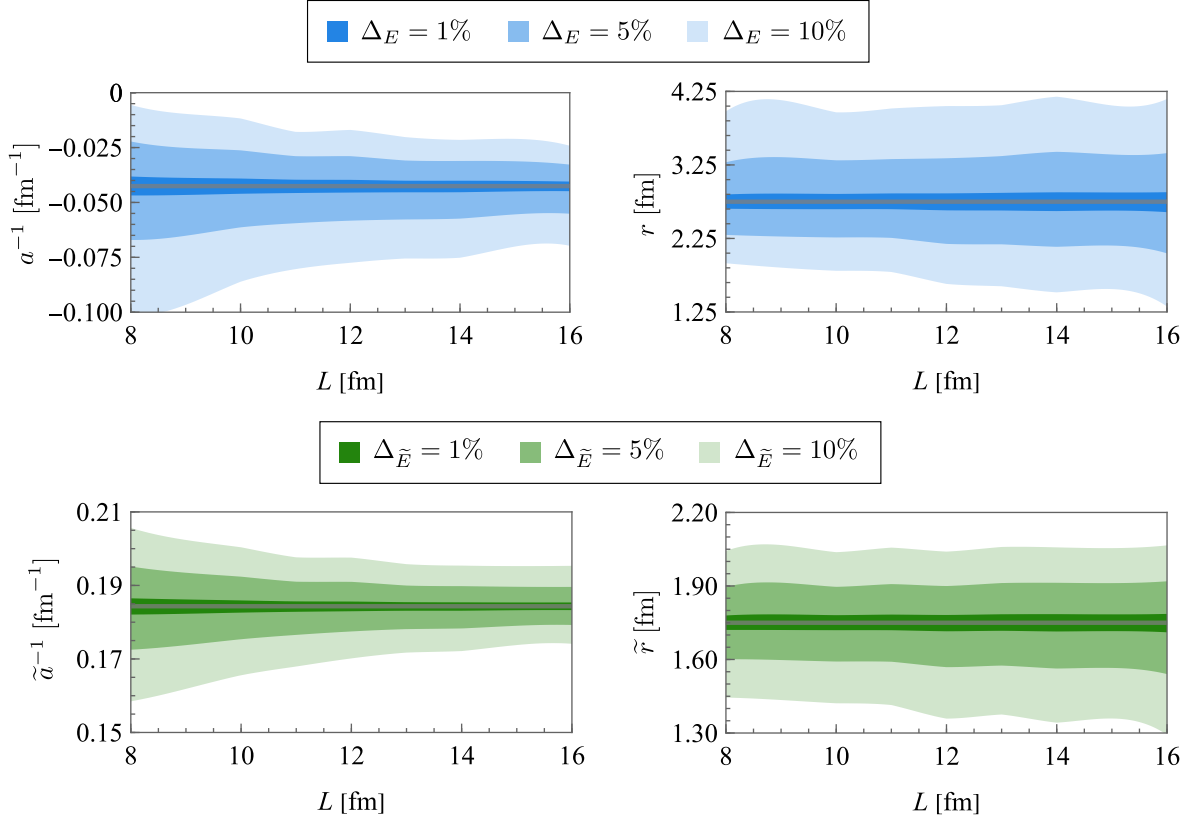 Δ_E = 1% Δ_E = 5% Δ_E = 10%
a⁻¹ [fm⁻¹]
0
−0.025
−0.050
−0.075
−0.100
8 10 12 14 16
L [fm]
r [fm]
4.25
3.25
2.25
1.25
8 10 12 14 16
L [fm]
Δ_Ẽ = 1% Δ_Ẽ = 5% Δ_Ẽ = 10%
ã⁻¹ [fm⁻¹]
0.21
0.19
0.17
0.15
8 10 12 14 16
L [fm]
r̃ [fm]
2.20
1.90
1.60
1.30
8 10 12 14 16
L [fm]